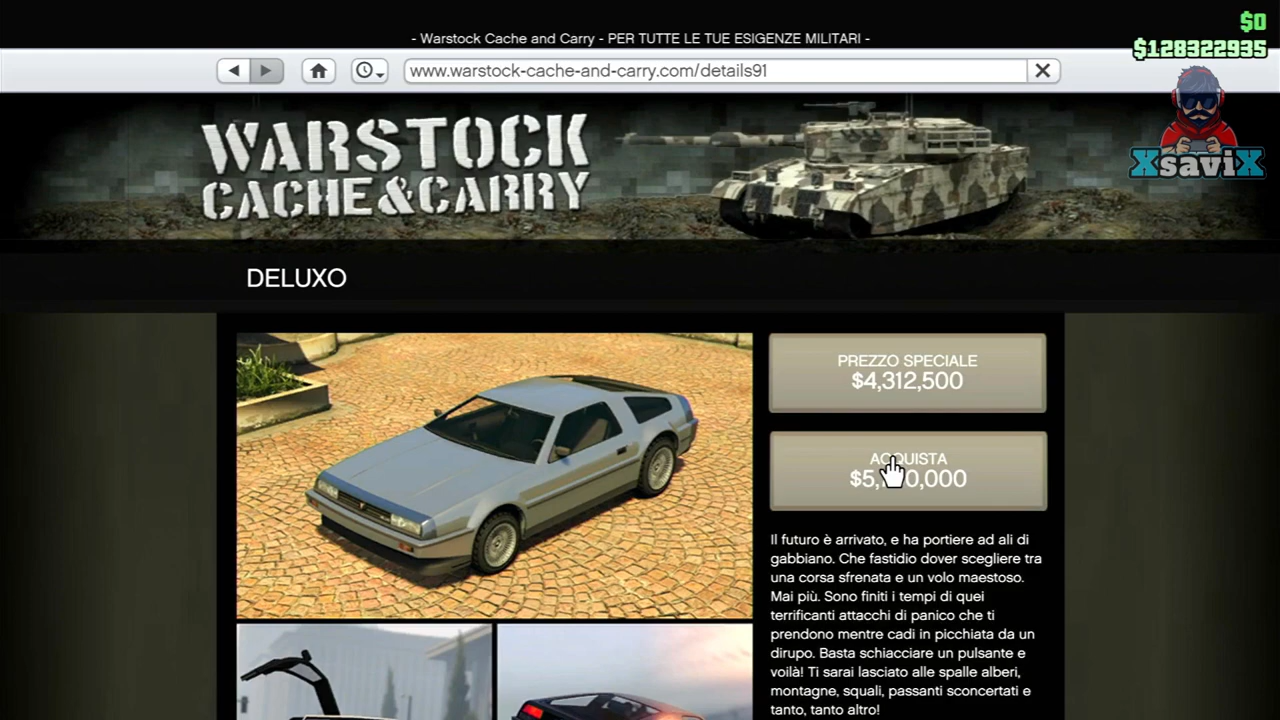 $0
- Warstock Cache and Carry - PER TUTTE LE TUE ESIGENZE MILITARI -
$128322935
www.warstock-cache-and-carry.com/details91
XsaviX
WARSTOCK
CACHE&CARRY
DELUXO
PREZZO SPECIALE
$4,312,500
ACQUISTA
Il futuro è arrivato, e ha portiere ad ali di
gabbiano. Che fastidio dover scegliere tra
una corsa sfrenata e un volo maestoso.
Mai più. Sono finiti i tempi di quei
terrificanti attacchi di panico che ti
prendono mentre cadi in picchiata da un
dirupo. Basta schiacciare un pulsante e
voilà! Ti sarai lasciato alle spalle alberi,
montagne, squali, passanti sconcertati e
tanto, tanto altro!